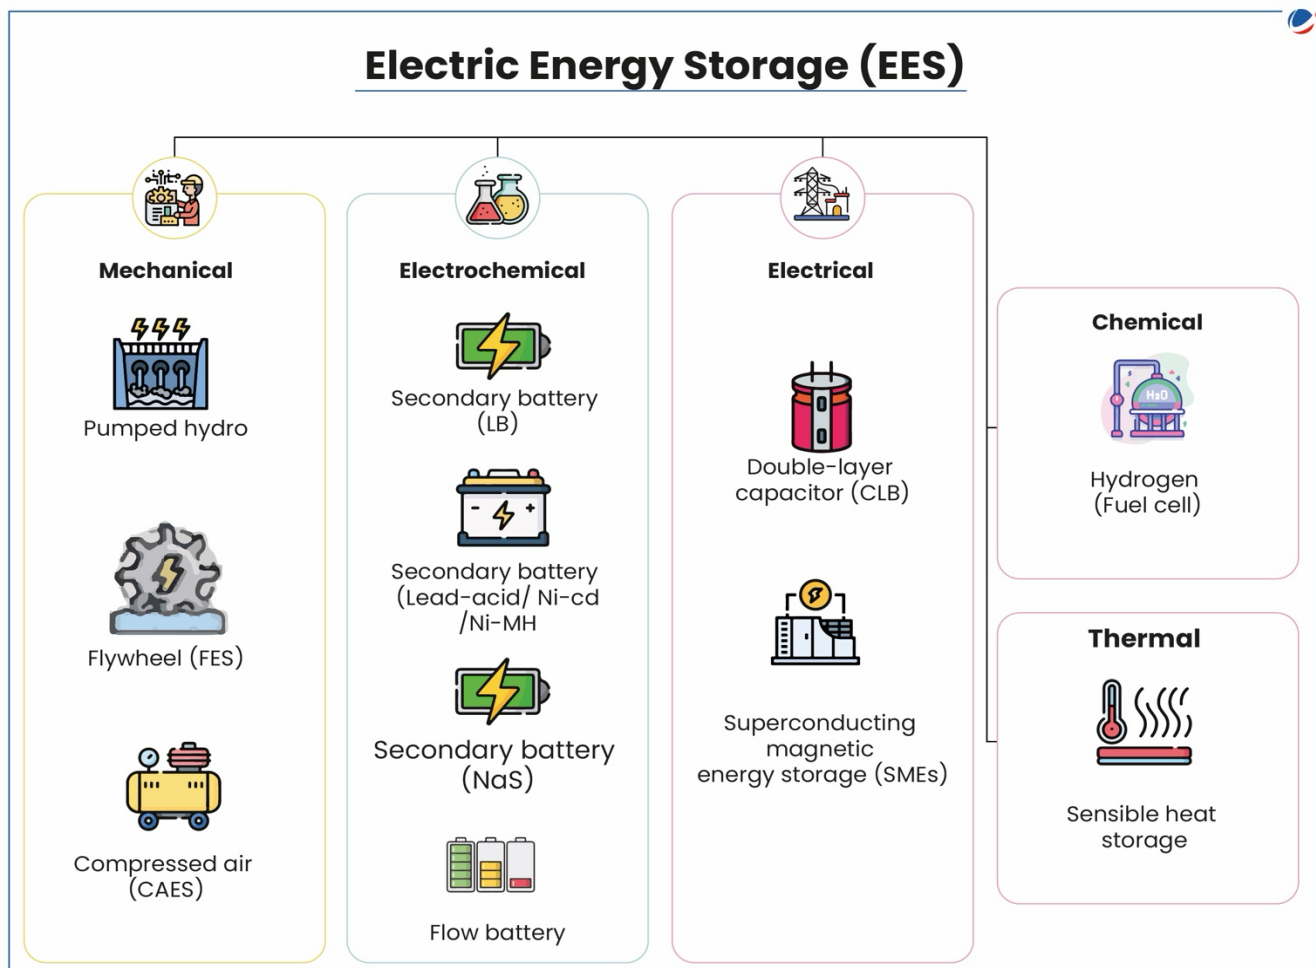 Electric Energy Storage (EES)
Mechanical
Pumped hydro
Flywheel (FES)
Compressed air
(CAES)
Electrochemical
Secondary battery
(LB)
Secondary battery
(Lead-acid/ Ni-cd
/Ni-MH
Secondary battery
(NaS)
Flow battery
Electrical
Double-layer
capacitor (CLB)
Superconducting
magnetic
energy storage (SMEs)
Chemical
H2O
Hydrogen
(Fuel cell)
Thermal
Sensible heat
storage